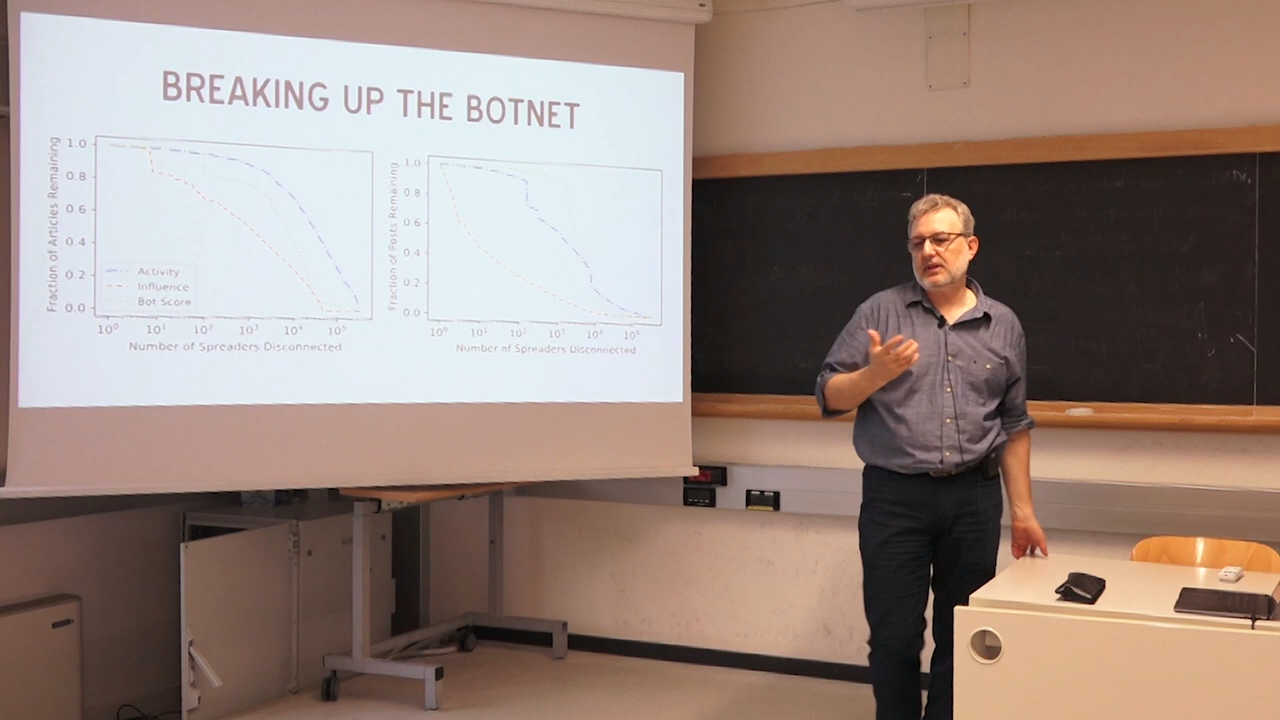 BREAKING UP THE BOTNET
Fraction of Articles Remaining
1.0
0.8
0.6
0.4
0.2
0.0
Activity
Influence
Bot Score
10⁰ 10¹ 10² 10³ 10⁴ 10⁵
Number of Spreaders Disconnected
Fraction of Posts Remaining
1.0
0.8
0.6
0.4
0.2
0.0
10⁰ 10¹ 10² 10³ 10⁴ 10⁵
Number of Spreaders Disconnected